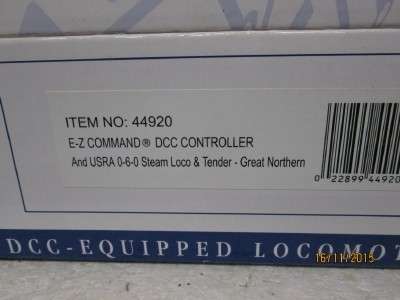 ITEM NO: 44920
E-Z COMMAND® DCC CONTROLLER
And USRA 0-6-0 Steam Loco & Tender - Great Northern
0 22899 44920
DCC-EQUIPPED LOCOMOT
16/11/2015